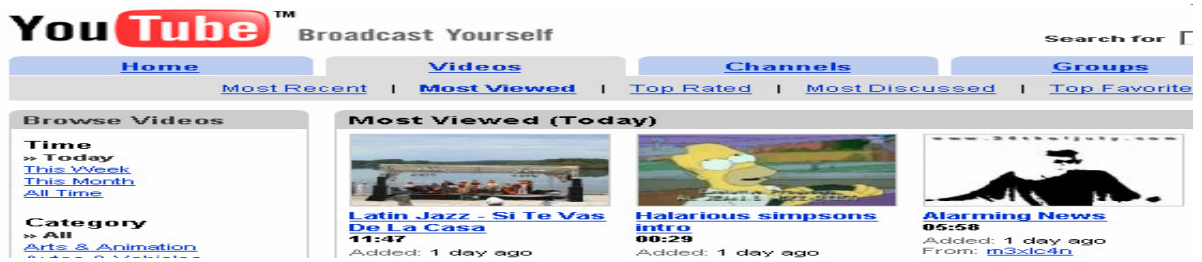 YouTube™ Broadcast Yourself
Search for
Home Videos Channels Groups
Most Recent | Most Viewed | Top Rated | Most Discussed | Top Favorite
Browse Videos
Time
» Today
This Week
This Month
All Time
Category
» All
Arts & Animation
Most Viewed (Today)
Latin Jazz - Si Te Vas
De La Casa
11:47
Added: 1 day ago
Halarious simpsons
intro
00:29
Added: 1 day ago
Alarming News
05:58
Added: 1 day ago
From: m3xlc4n